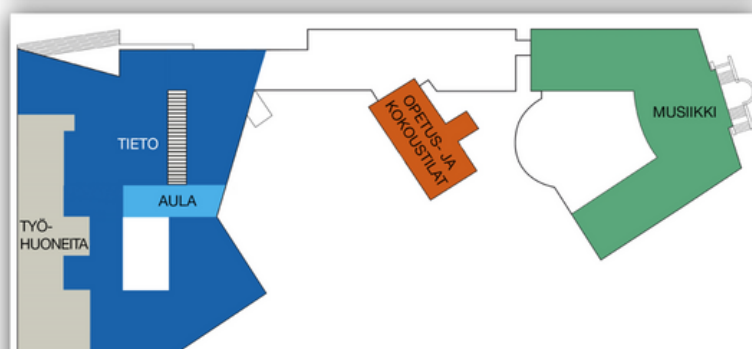 TIETO
AULA
TYÖ-
HUONEITA
OPETUS- JA
KOKOUSTILAT
MUSIIKKI